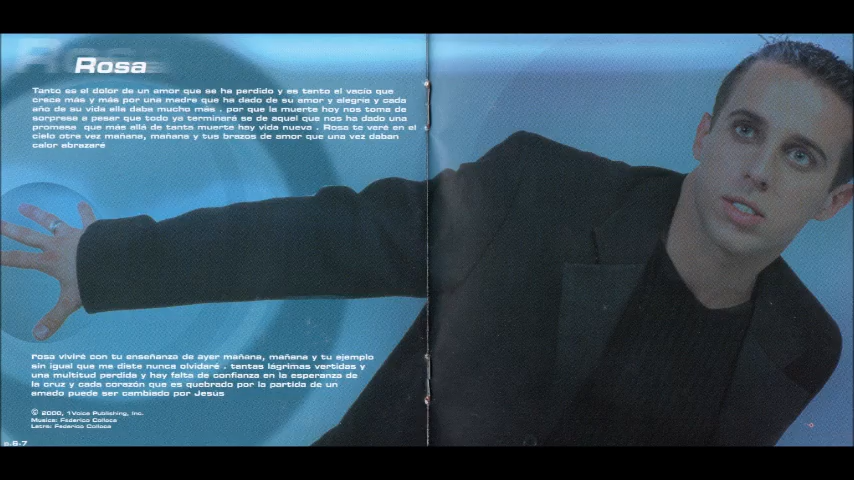 Rosa
Tanto es el dolor de un amor que se ha perdido y es tanto el vacío que
crece más y más por una madre que ha dado de su amor y alegría y cada
año de su vida ella daba mucho más . por que la muerte hoy nos toma de
sorpresa a pesar que todo ya terminará se de aquel que nos ha dado una
promesa que más allá de tanta muerte hay vida nueva . Rosa te veré en el
cielo otra vez mañana, mañana y tus brazos de amor que una vez daban
calor abrazaré
rosa viviré con tu enseñanza de ayer mañana, mañana y tu ejemplo
sin igual que me diste nunca olvidaré . tantas lágrimas vertidas y
una multitud perdida y hay falta de confianza en la esperanza de
la cruz y cada corazón que es quebrado por la partida de un
amado puede ser cambiado por Jesús
© 2000, 1Voice Publishing, Inc.
Musica: Federico Colloca
Letra: Federico Colloca
p.6-7